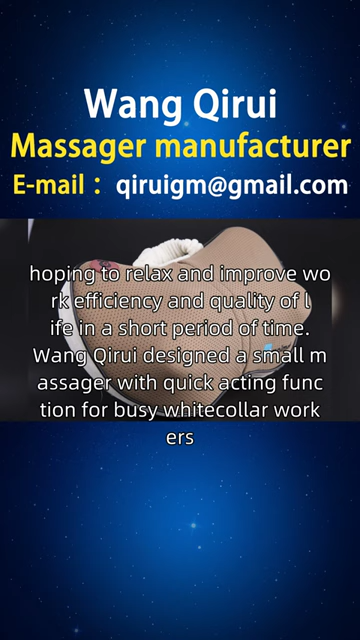 Wang Qirui
Massager manufacturer
E-mail： qiruigm@gmail.com
hoping to relax and improve wo
rk efficiency and quality of l
ife in a short period of time.
Wang Qirui designed a small m
assager with quick acting func
tion for busy whitecollar work
ers